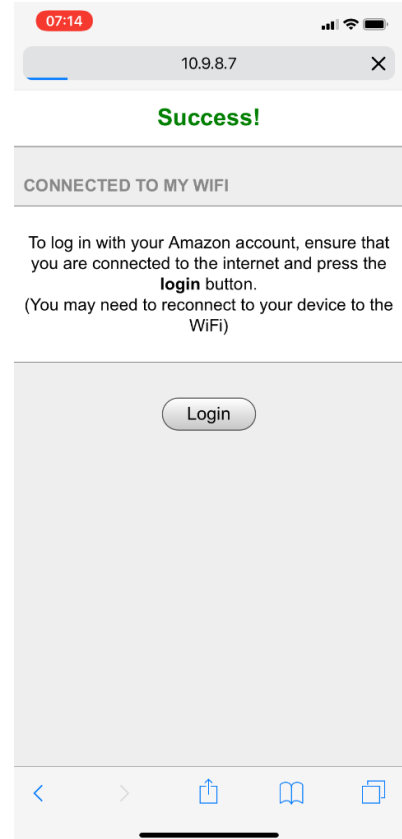 07:14
10.9.8.7
Success!
CONNECTED TO MY WIFI
To log in with your Amazon account, ensure that
you are connected to the internet and press the
login button.
(You may need to reconnect to your device to the
WiFi)
Login